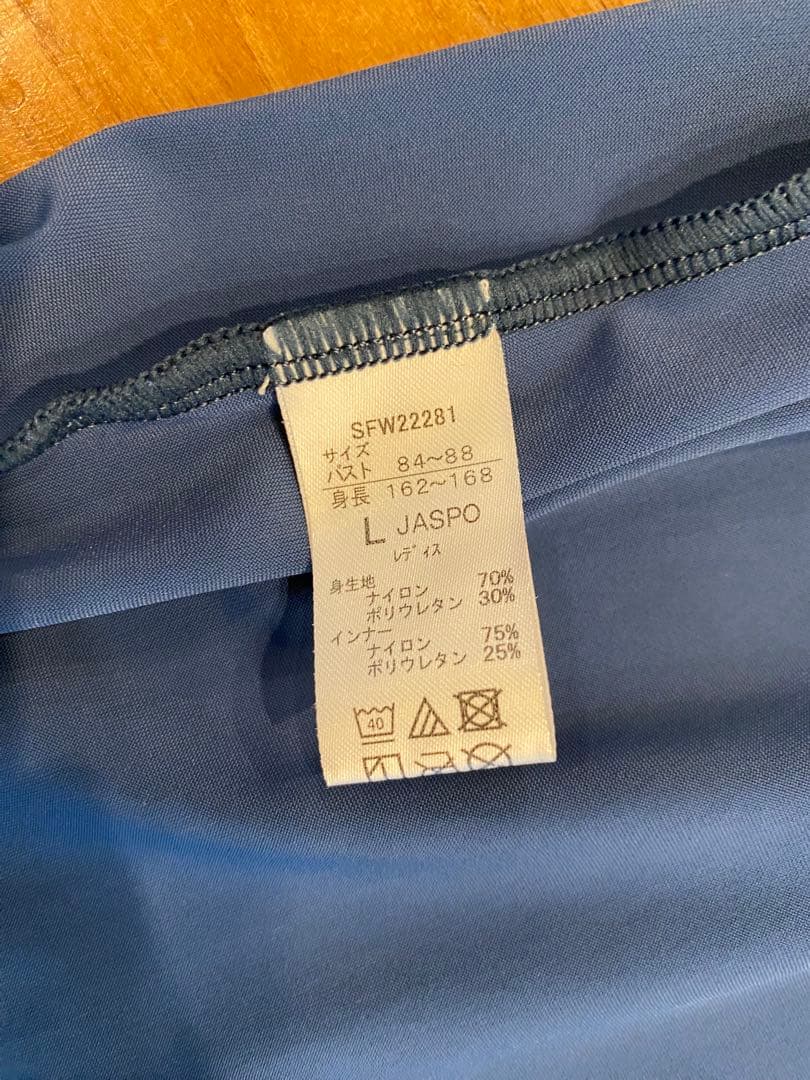 SFW22281
サイズ
バスト 84～88
身長 162～168
L JASPO
レディス
身生地
ナイロン 70%
ポリウレタン 30%
インナー
ナイロン 75%
ポリウレタン 25%
40